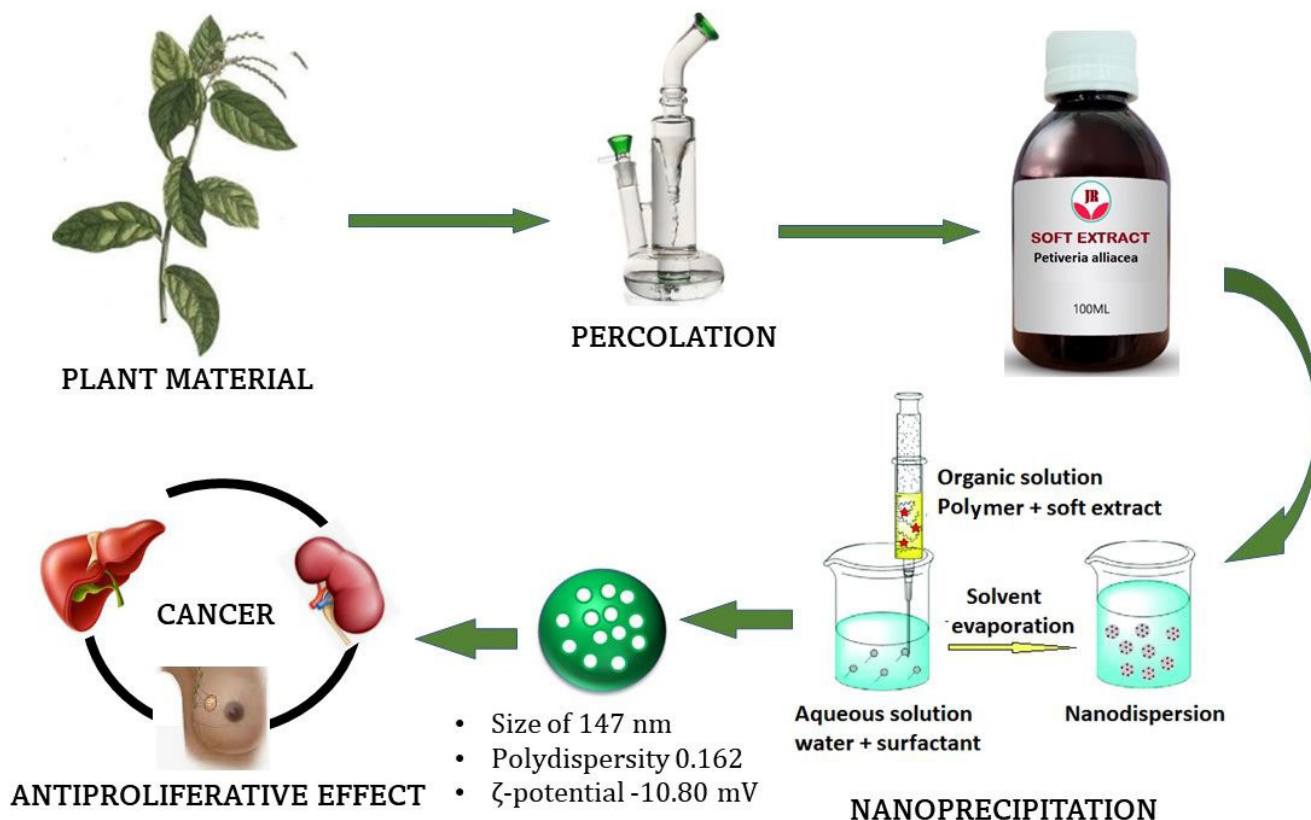 PLANT MATERIAL
PERCOLATION
JR
SOFT EXTRACT
Petiveria alliacea
100ML
Organic solution
Polymer + soft extract
Solvent
evaporation
Aqueous solution
water + surfactant
Nanodispersion
NANOPRECIPITATION
• Size of 147 nm
• Polydispersity 0.162
• ζ-potential -10.80 mV
CANCER
ANTIPROLIFERATIVE EFFECT